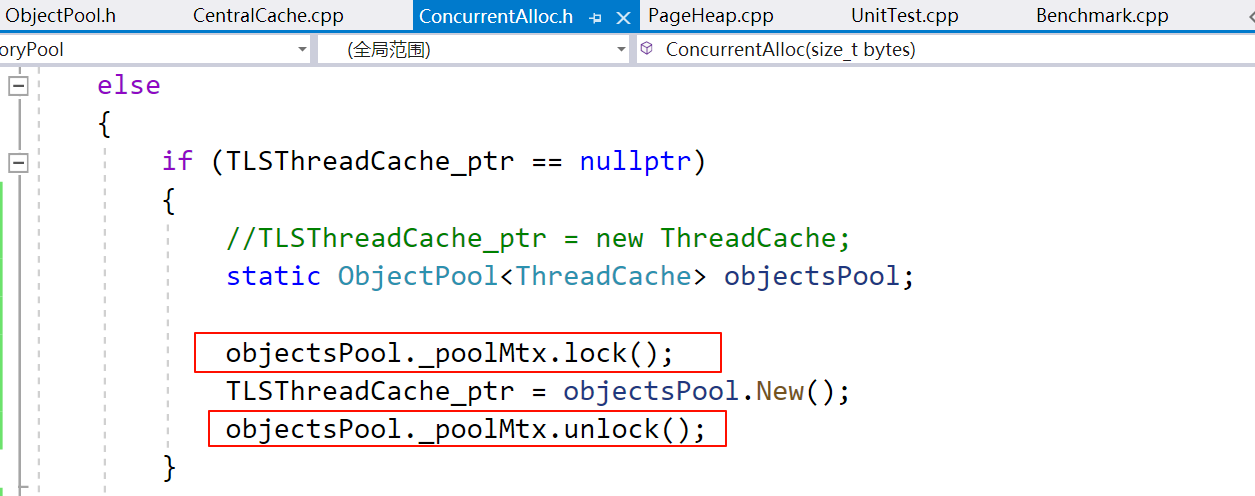 ObjectPool.h CentralCache.cpp ConcurrentAlloc.h PageHeap.cpp UnitTest.cpp Benchmark.cpp
oryPool (全局范围) ConcurrentAlloc(size_t bytes)
else
{
if (TLSThreadCache_ptr == nullptr)
{
//TLSThreadCache_ptr = new ThreadCache;
static ObjectPool<ThreadCache> objectsPool;
objectsPool._poolMtx.lock();
TLSThreadCache_ptr = objectsPool.New();
objectsPool._poolMtx.unlock();
}